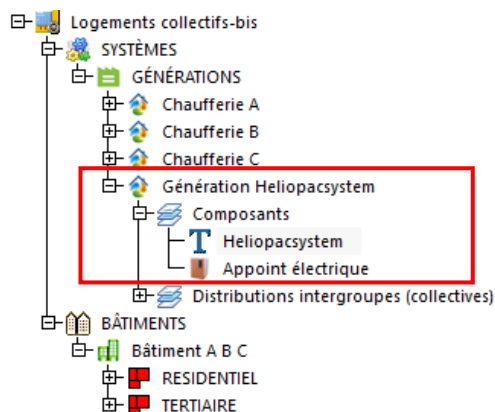 Logements collectifs-bis
SYSTÈMES
GÉNÉRATIONS
Chaufferie A
Chaufferie B
Chaufferie C
Génération Heliopacsystem
Composants
T Heliopacsystem
Appoint électrique
Distributions intergroupes (collectives)
BÂTIMENTS
Bâtiment A B C
RESIDENTIEL
TERTIAIRE